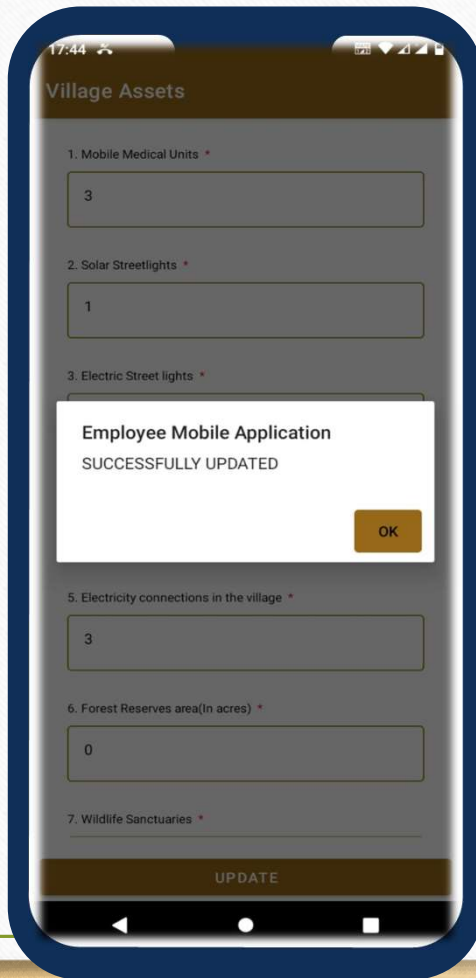 17:44
Village Assets
1. Mobile Medical Units *
3
2. Solar Streetlights *
1
3. Electric Street lights *
Employee Mobile Application
SUCCESSFULLY UPDATED
OK
5. Electricity connections in the village *
3
6. Forest Reserves area(In acres) *
0
7. Wildlife Sanctuaries *
UPDATE